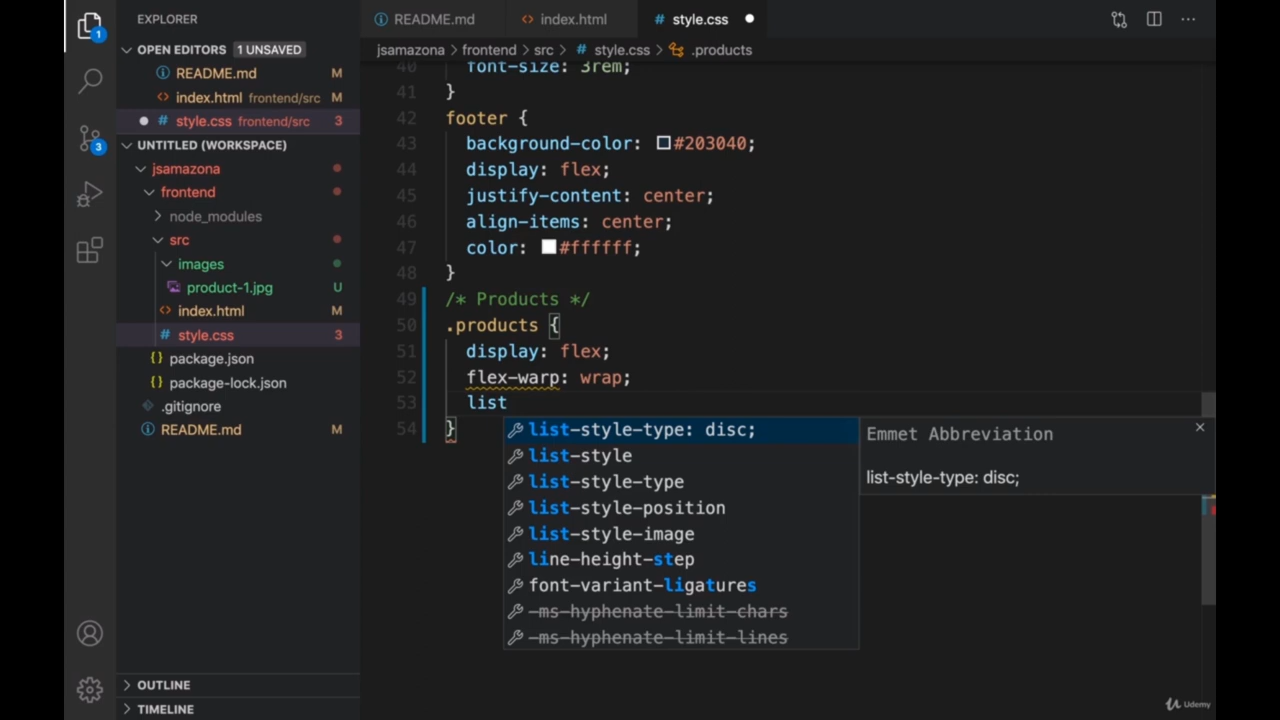 EXPLORER
README.md
index.html
style.css
OPEN EDITORS 1 UNSAVED
jsamazona > frontend > src > style.css > .products
README.md M
index.html frontend/src M
style.css frontend/src 3
UNTITLED (WORKSPACE)
jsamazona
frontend
node_modules
src
images
product-1.jpg U
index.html M
style.css 3
package.json
package-lock.json
.gitignore
README.md M
OUTLINE
TIMELINE
1
3
40 font-size: 3rem;
41 }
42 footer {
43 background-color: #203040;
44 display: flex;
45 justify-content: center;
46 align-items: center;
47 color: #ffffff;
48 }
49 /* Products */
50 .products {
51 display: flex;
52 flex-warp: wrap;
53 list
54 }
list-style-type: disc;
list-style
list-style-type
list-style-position
list-style-image
line-height-step
font-variant-ligatures
-ms-hyphenate-limit-chars
-ms-hyphenate-limit-lines
Emmet Abbreviation
list-style-type: disc;
Udemy